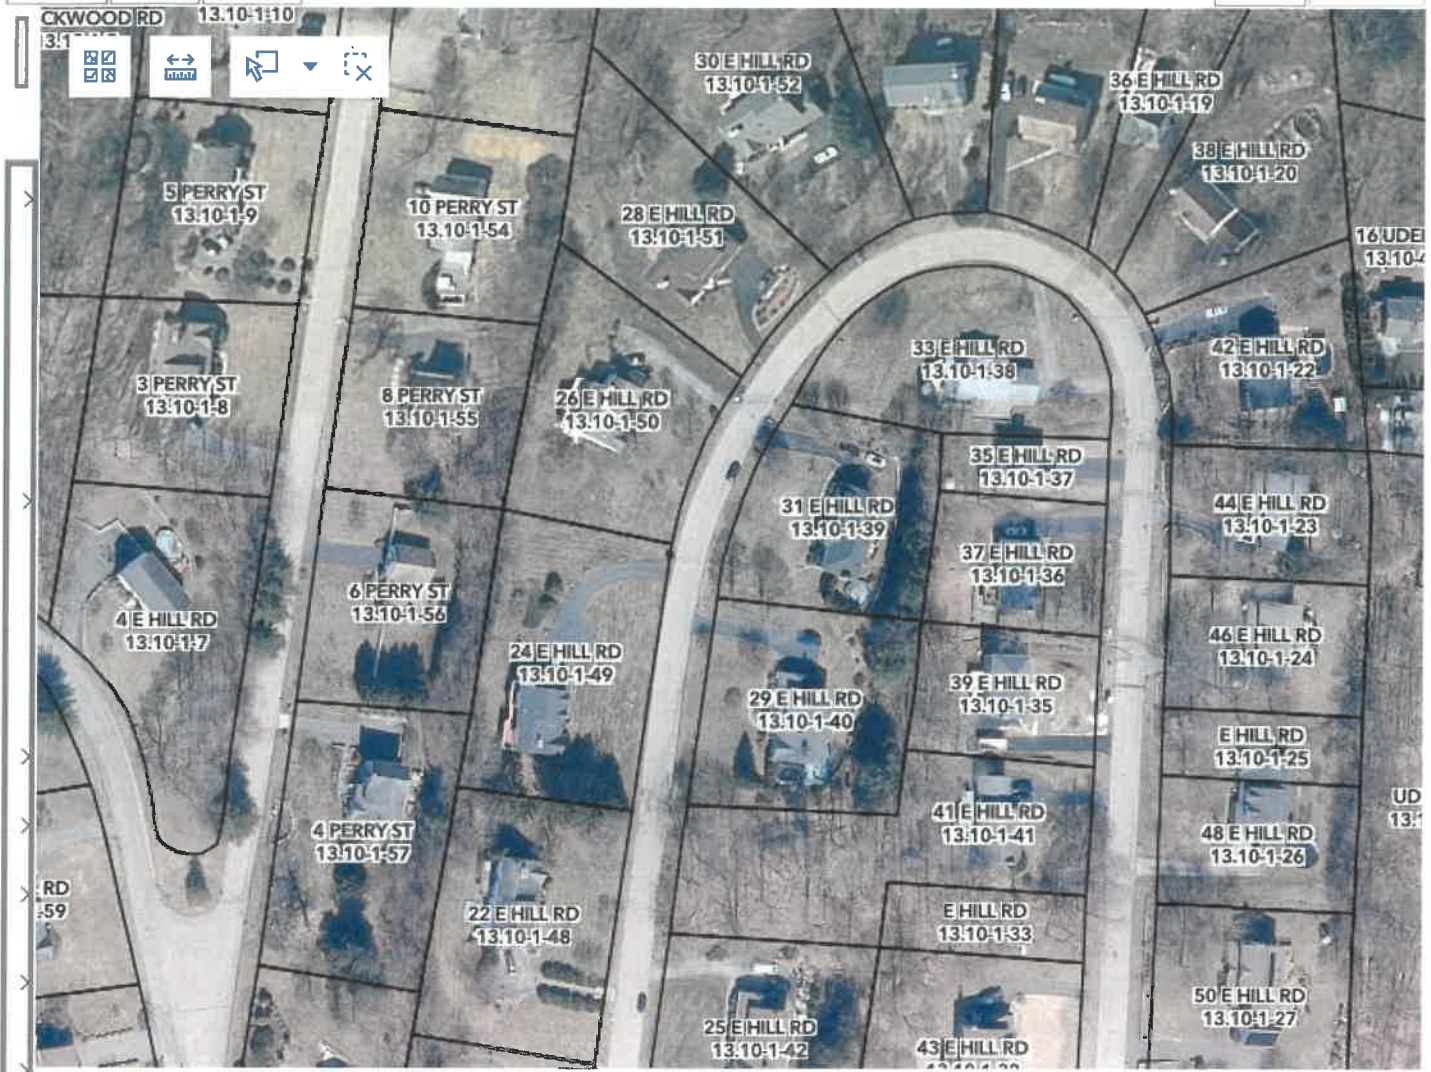 CKWOOD RD
13.10-1-10
30 E HILL RD
13.10-1-52
36 E HILL RD
13.10-1-19
38 E HILL RD
13.10-1-20
5 PERRY ST
13.10-1-9
10 PERRY ST
13.10-1-54
28 E HILL RD
13.10-1-51
16 UDE
13.10-
33 E HILL RD
13.10-1-38
42 E HILL RD
13.10-1-22
3 PERRY ST
13.10-1-8
8 PERRY ST
13.10-1-55
26 E HILL RD
13.10-1-50
35 E HILL RD
13.10-1-37
31 E HILL RD
13.10-1-39
44 E HILL RD
13.10-1-23
37 E HILL RD
13.10-1-36
6 PERRY ST
13.10-1-56
4 E HILL RD
13.10-1-7
46 E HILL RD
13.10-1-24
24 E HILL RD
13.10-1-49
39 E HILL RD
13.10-1-35
29 E HILL RD
13.10-1-40
E HILL RD
13.10-1-25
UD
13.
41 E HILL RD
13.10-1-41
4 PERRY ST
13.10-1-57
48 E HILL RD
13.10-1-26
RD
-59
22 E HILL RD
13.10-1-48
E HILL RD
13.10-1-33
50 E HILL RD
13.10-1-27
25 E HILL RD
13.10-1-42
43 E HILL RD